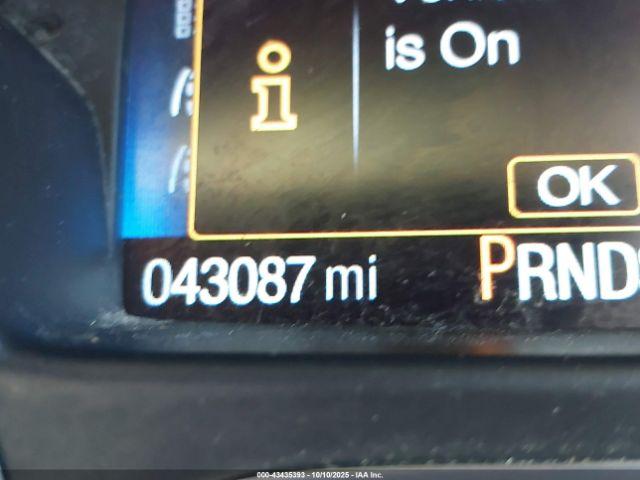 is On
OK
043087 mi
PRND
000-43435393 - 10/10/2025 - IAA Inc.